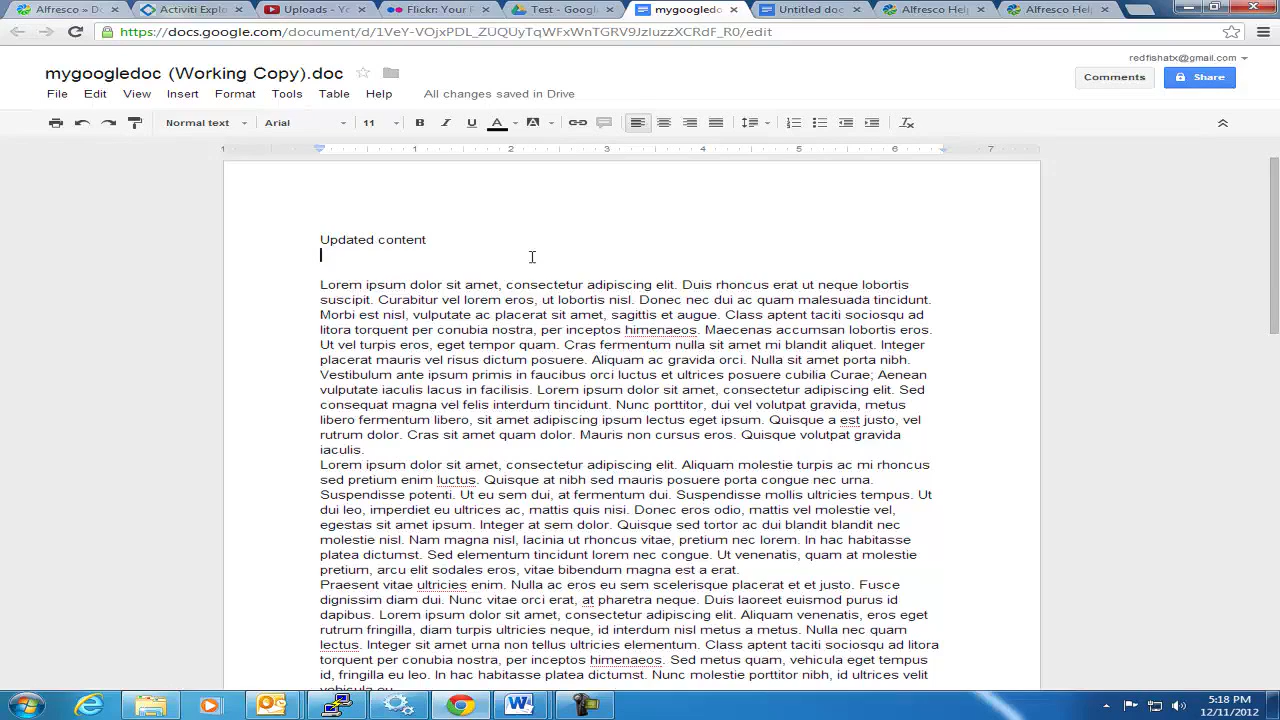 Alfresco » Do
Activiti Explo
Uploads - Y
Flickr: Your P
Test - Googl
mygoogledo
Untitled doc
Alfresco Help
Alfresco Help
https://docs.google.com/document/d/1VeY-VOjxPDL_ZUQUyTqWFxWnTGRV9JzIuzzXCRdF_R0/edit
redfishatx@gmail.com
mygoogledoc (Working Copy).doc
Comments
Share
File Edit View Insert Format Tools Table Help All changes saved in Drive
Normal text Arial 11 B I U A A
1 1 2 3 4 5 6 7
Updated content
Lorem ipsum dolor sit amet, consectetur adipiscing elit. Duis rhoncus erat ut neque lobortis
suscipit. Curabitur vel lorem eros, ut lobortis nisl. Donec nec dui ac quam malesuada tincidunt.
Morbi est nisl, vulputate ac placerat sit amet, sagittis et augue. Class aptent taciti sociosqu ad
litora torquent per conubia nostra, per inceptos himenaeos. Maecenas accumsan lobortis eros.
Ut vel turpis eros, eget tempor quam. Cras fermentum nulla sit amet mi blandit aliquet. Integer
placerat mauris vel risus dictum posuere. Aliquam ac gravida orci. Nulla sit amet porta nibh.
Vestibulum ante ipsum primis in faucibus orci luctus et ultrices posuere cubilia Curae; Aenean
vulputate iaculis lacus in facilisis. Lorem ipsum dolor sit amet, consectetur adipiscing elit. Sed
consequat magna vel felis interdum tincidunt. Nunc porttitor, dui vel volutpat gravida, metus
libero fermentum libero, sit amet adipiscing ipsum lectus eget ipsum. Quisque a est justo, vel
rutrum dolor. Cras sit amet quam dolor. Mauris non cursus eros. Quisque volutpat gravida
iaculis.
Lorem ipsum dolor sit amet, consectetur adipiscing elit. Aliquam molestie turpis ac mi rhoncus
sed pretium enim luctus. Quisque at nibh sed mauris posuere porta congue nec urna.
Suspendisse potenti. Ut eu sem dui, at fermentum dui. Suspendisse mollis ultricies tempus. Ut
dui leo, imperdiet eu ultrices ac, mattis quis nisi. Donec eros odio, mattis vel molestie vel,
egestas sit amet ipsum. Integer at sem dolor. Quisque sed tortor ac dui blandit blandit nec
molestie nisl. Nam magna nisl, lacinia ut rhoncus vitae, pretium nec lorem. In hac habitasse
platea dictumst. Sed elementum tincidunt lorem nec congue. Ut venenatis, quam at molestie
pretium, arcu elit sodales eros, vitae bibendum magna est a erat.
Praesent vitae ultricies enim. Nulla ac eros eu sem scelerisque placerat et et justo. Fusce
dignissim diam dui. Nunc vitae orci erat, at pharetra neque. Duis laoreet euismod purus id
dapibus. Lorem ipsum dolor sit amet, consectetur adipiscing elit. Aliquam venenatis, eros eget
rutrum fringilla, diam turpis ultricies neque, id interdum nisl metus a metus. Nulla nec quam
lectus. Integer sit amet urna non tellus ultricies elementum. Class aptent taciti sociosqu ad litora
torquent per conubia nostra, per inceptos himenaeos. Sed metus quam, vehicula eget tempus
id, fringilla eu leo. In hac habitasse platea dictumst. Nunc molestie porttitor nibh, id ultrices velit
vehicula eu.
5:18 PM
12/11/2012